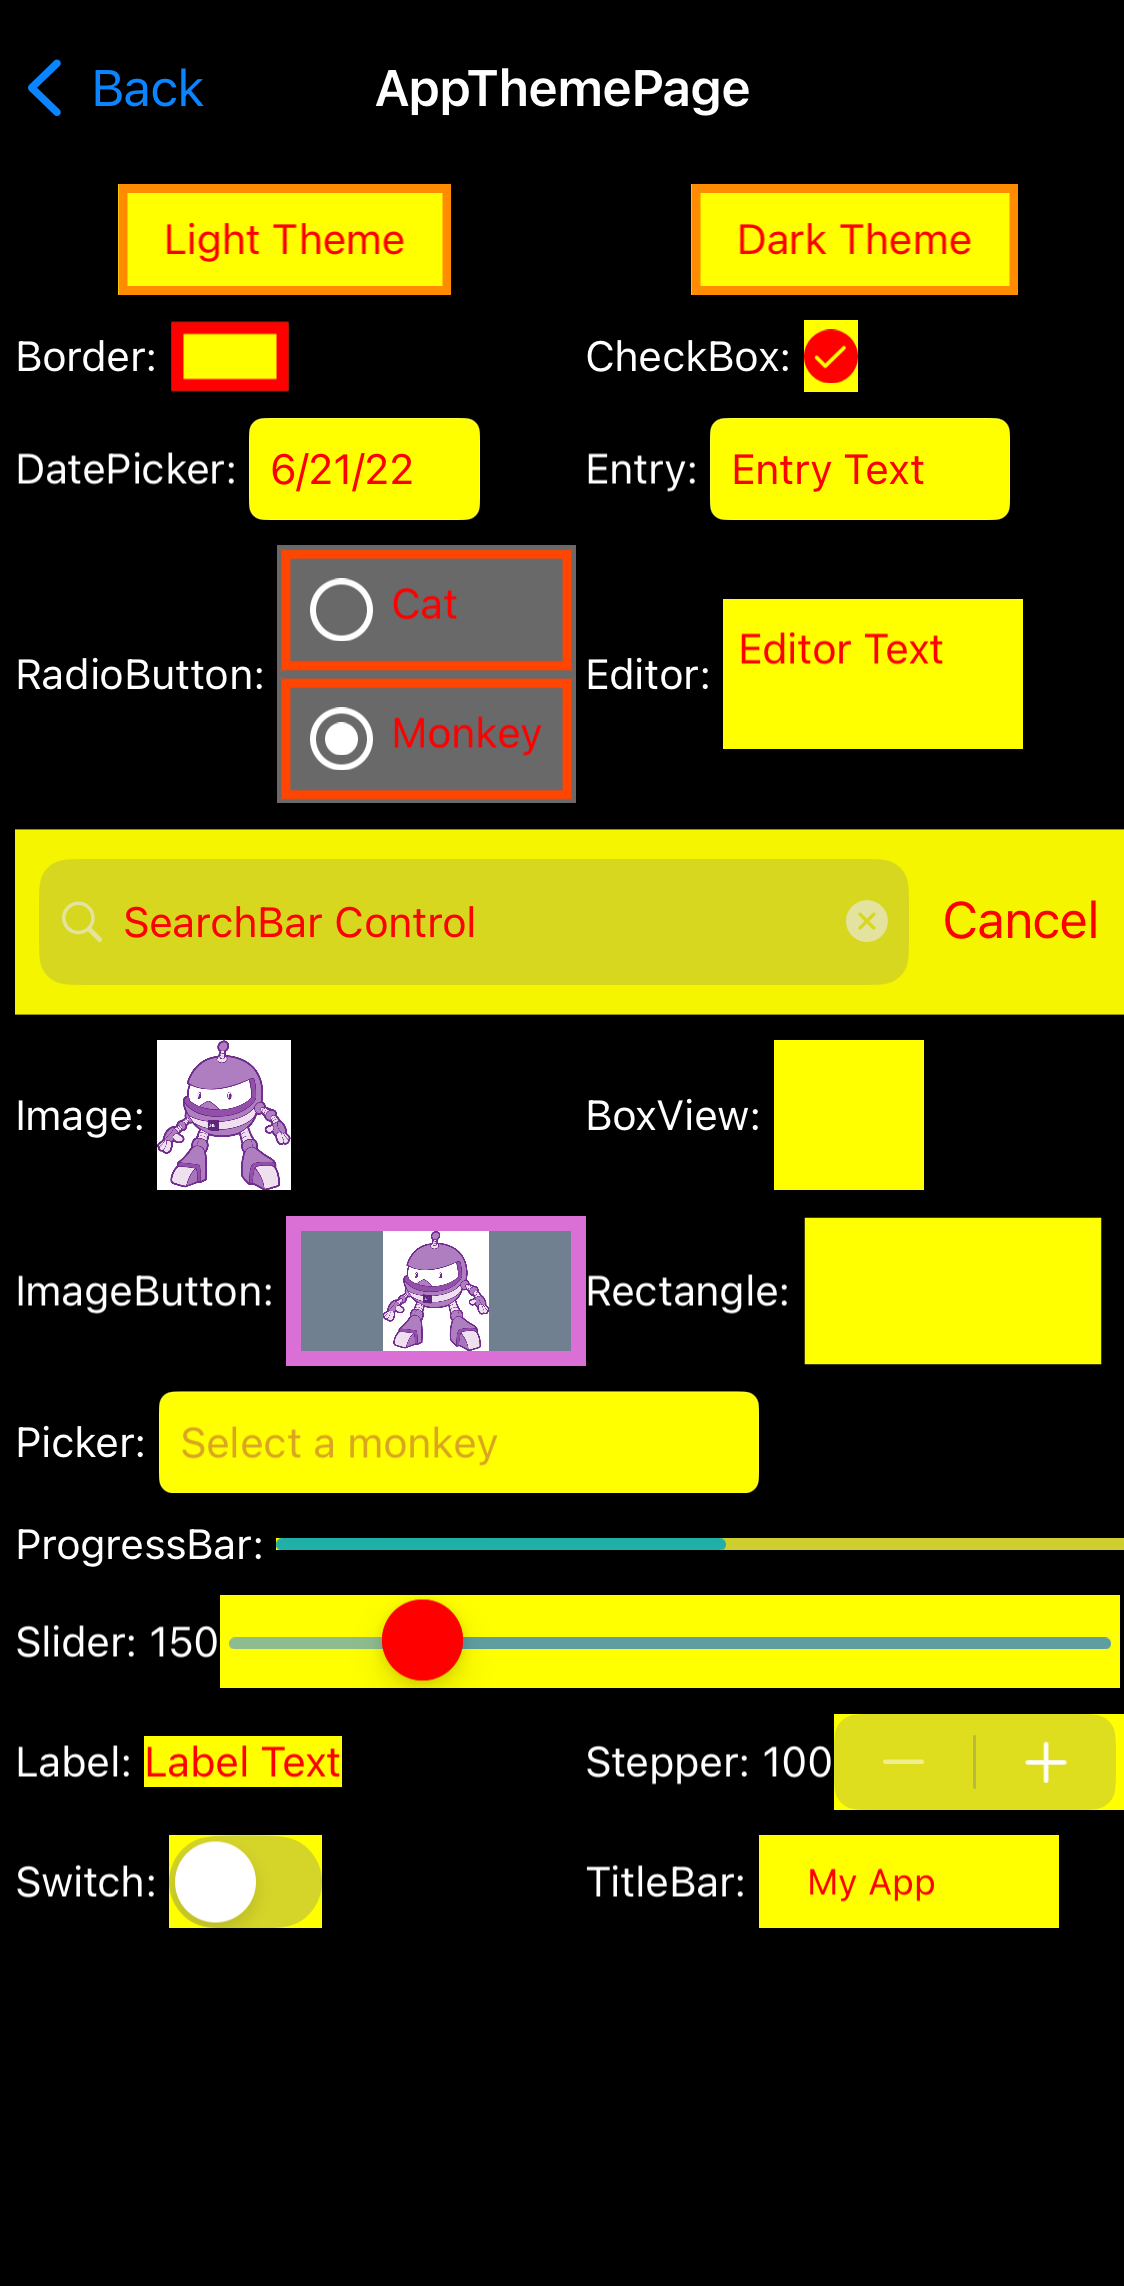 Back AppThemePage
Light Theme Dark Theme
Border: CheckBox:
DatePicker: 6/21/22 Entry: Entry Text
Cat
RadioButton: Editor: Editor Text
Monkey
SearchBar Control Cancel
Image: BoxView:
ImageButton: Rectangle:
Picker: Select a monkey
ProgressBar:
Slider: 150
Label: Label Text Stepper: 100
Switch: TitleBar: My App